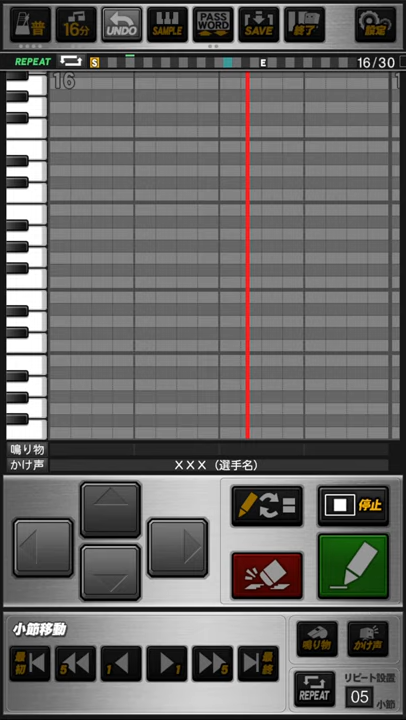 普 16分 UNDO SAMPLE PASS WORD SAVE 終了 設定
REPEAT S E 16/30
16
鳴り物
かけ声 XXX（選手名）
停止
小節移動
最初 5 1 1 5 最終
鳴り物 かけ声
REPEAT リピート設置 05 小節